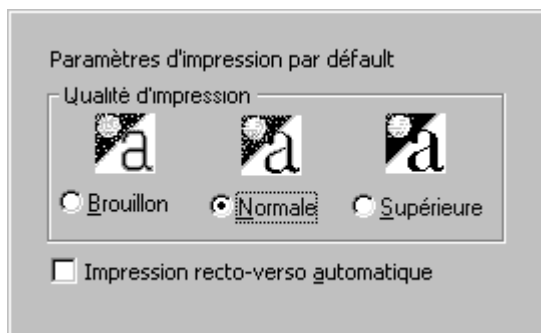 Paramètres d'impression par défault
Qualité d'impression
a a a
Brouillon Normale Supérieure
Impression recto-verso automatique